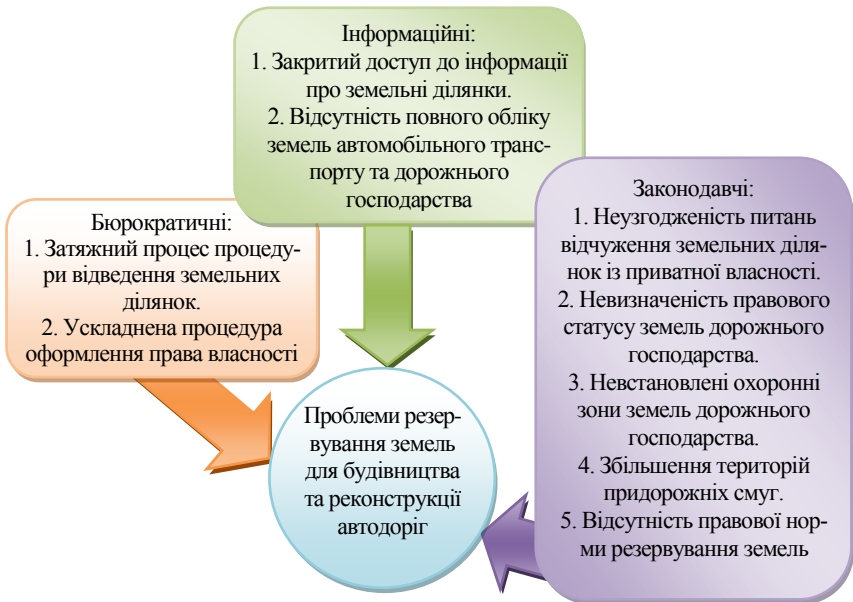 Інформаційні:
1. Закритий доступ до інформації
про земельні ділянки.
2. Відсутність повного обліку
земель автомобільного транс-
порту та дорожнього
господарства
Бюрократичні:
1. Затяжний процес процеду-
ри відведення земельних
ділянок.
2. Ускладнена процедура
оформлення права власності
Законодавчі:
1. Неузгодженість питань
відчуження земельних діля-
нок із приватної власності.
2. Невизначеність правового
статусу земель дорожнього
господарства.
3. Невстановлені охоронні
зони земель дорожнього
господарства.
4. Збільшення територій
придорожніх смуг.
5. Відсутність правової нор-
ми резервування земель
Проблеми резер-
вування земель
для будівництва
та реконструкції
автодоріг